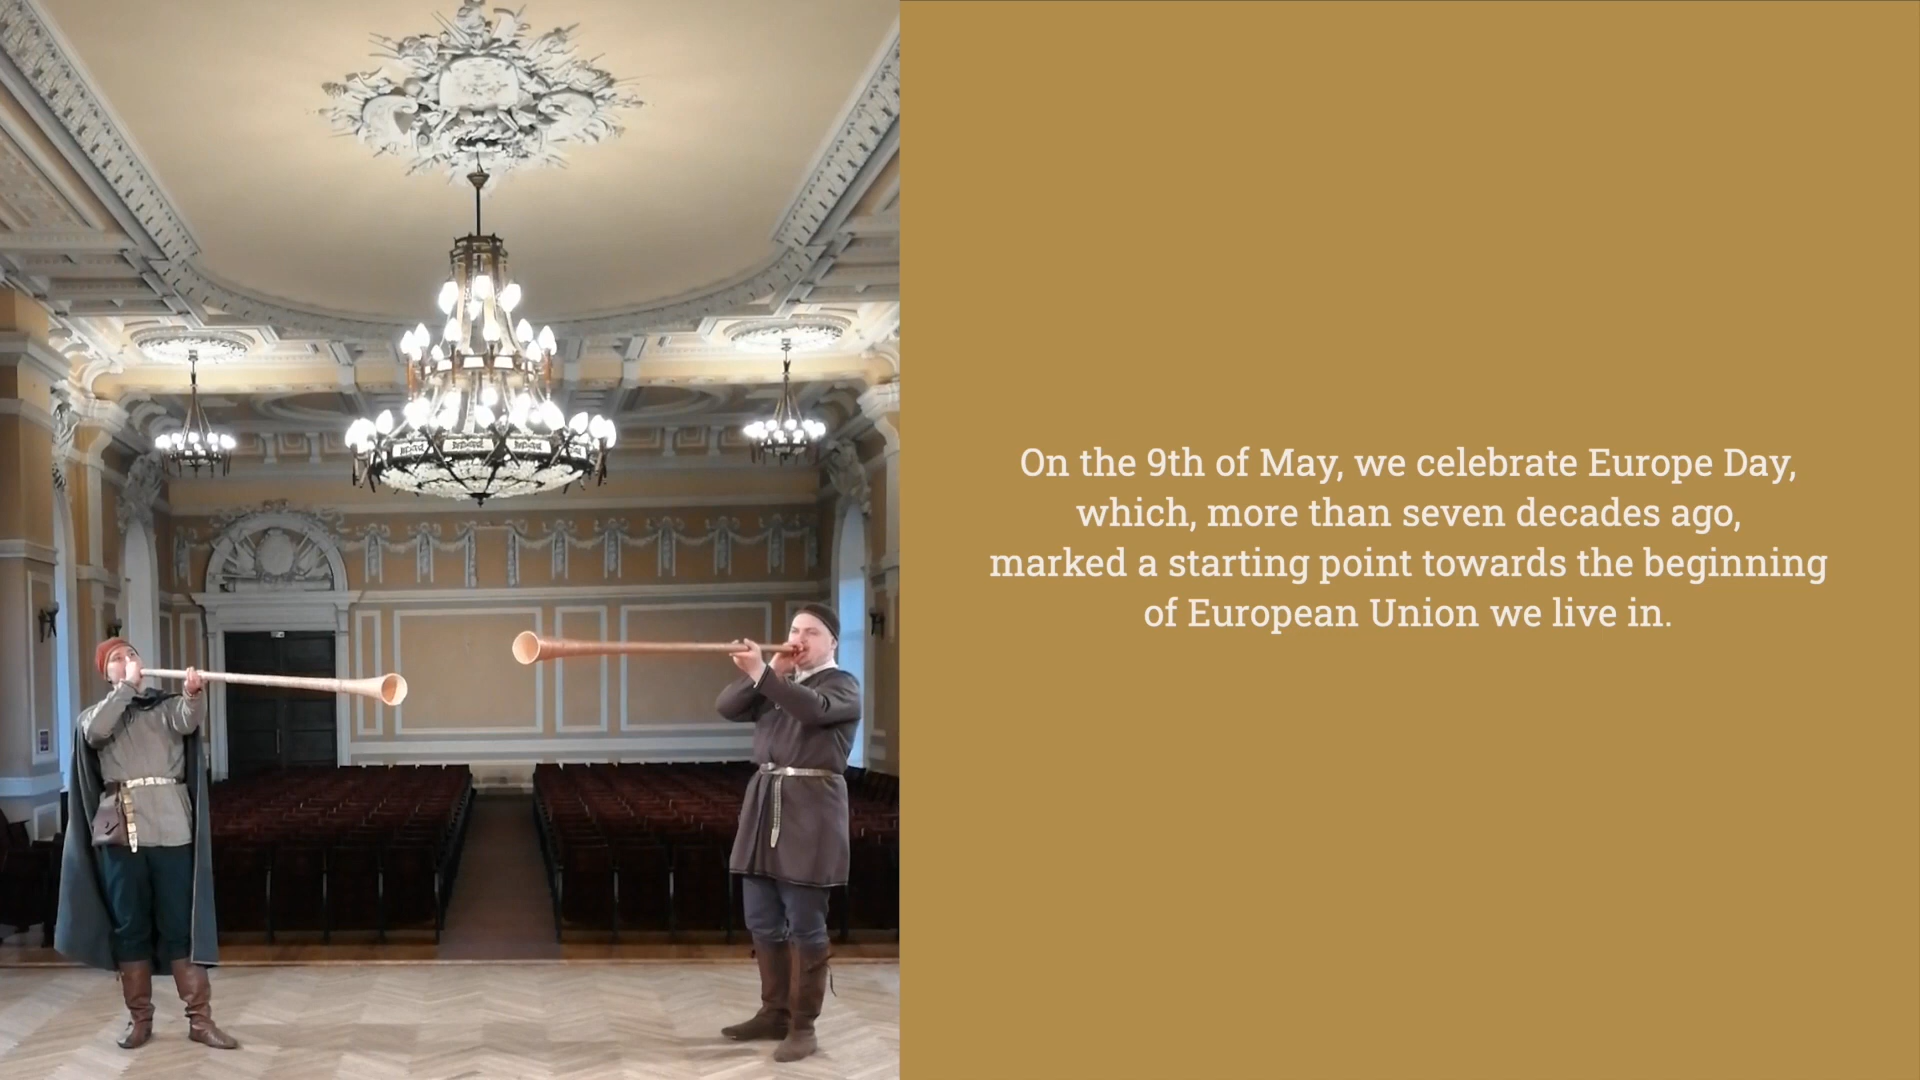 On the 9th of May, we celebrate Europe Day,
which, more than seven decades ago,
marked a starting point towards the beginning
of European Union we live in.